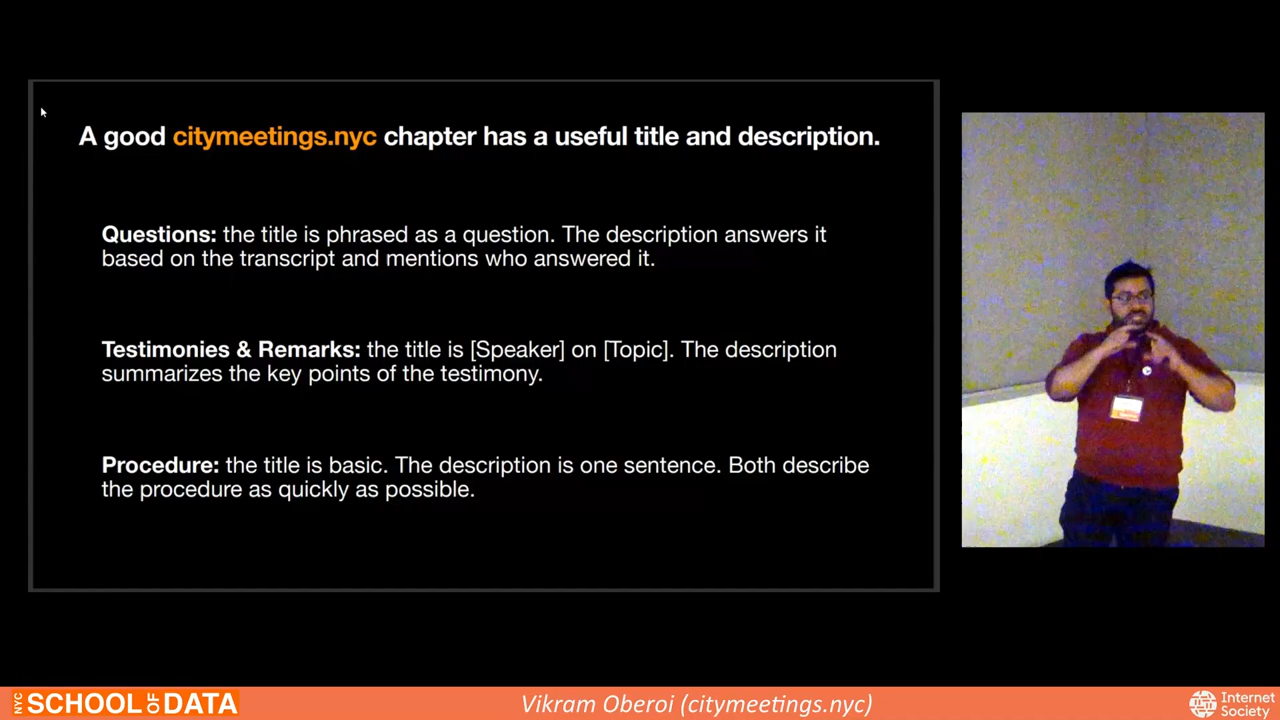 A good citymeetings.nyc chapter has a useful title and description.
Questions: the title is phrased as a question. The description answers it
based on the transcript and mentions who answered it.
Testimonies & Remarks: the title is [Speaker] on [Topic]. The description
summarizes the key points of the testimony.
Procedure: the title is basic. The description is one sentence. Both describe
the procedure as quickly as possible.
NYC SCHOOL OF DATA
Vikram Oberoi (citymeetings.nyc)
Internet
Society